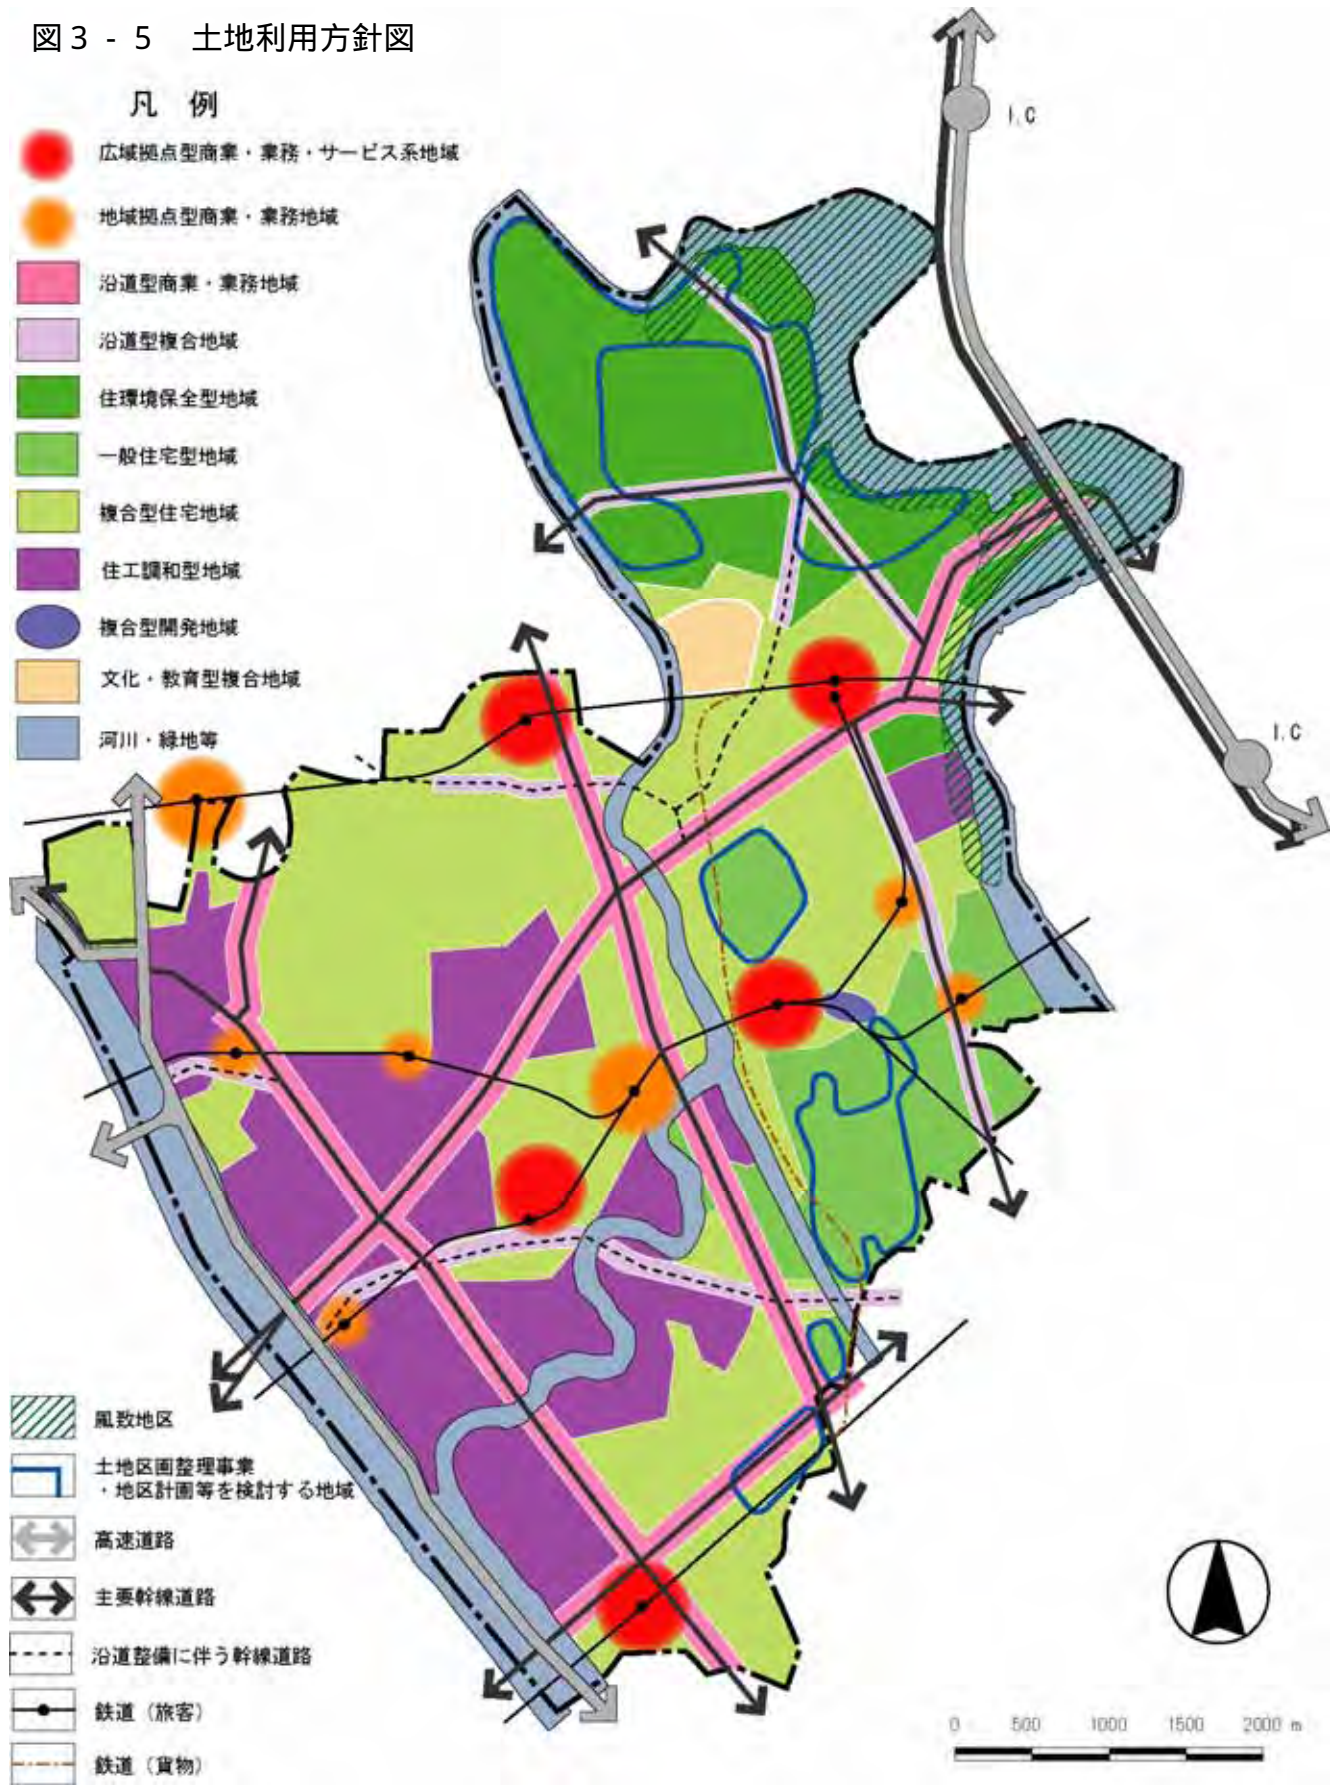 図3-5 土地利用方針図
凡 例
広域拠点型商業・業務・サービス系地域
地域拠点型商業・業務地域
沿道型商業・業務地域
沿道型複合地域
住環境保全型地域
一般住宅型地域
複合型住宅地域
住工調和型地域
複合型開発地域
文化・教育型複合地域
河川・緑地等
I.C
I.C
風致地区
土地区画整理事業
・地区計画等を検討する地域
高速道路
主要幹線道路
沿道整備に伴う幹線道路
鉄道（旅客）
鉄道（貨物）
0 500 1000 1500 2000 m